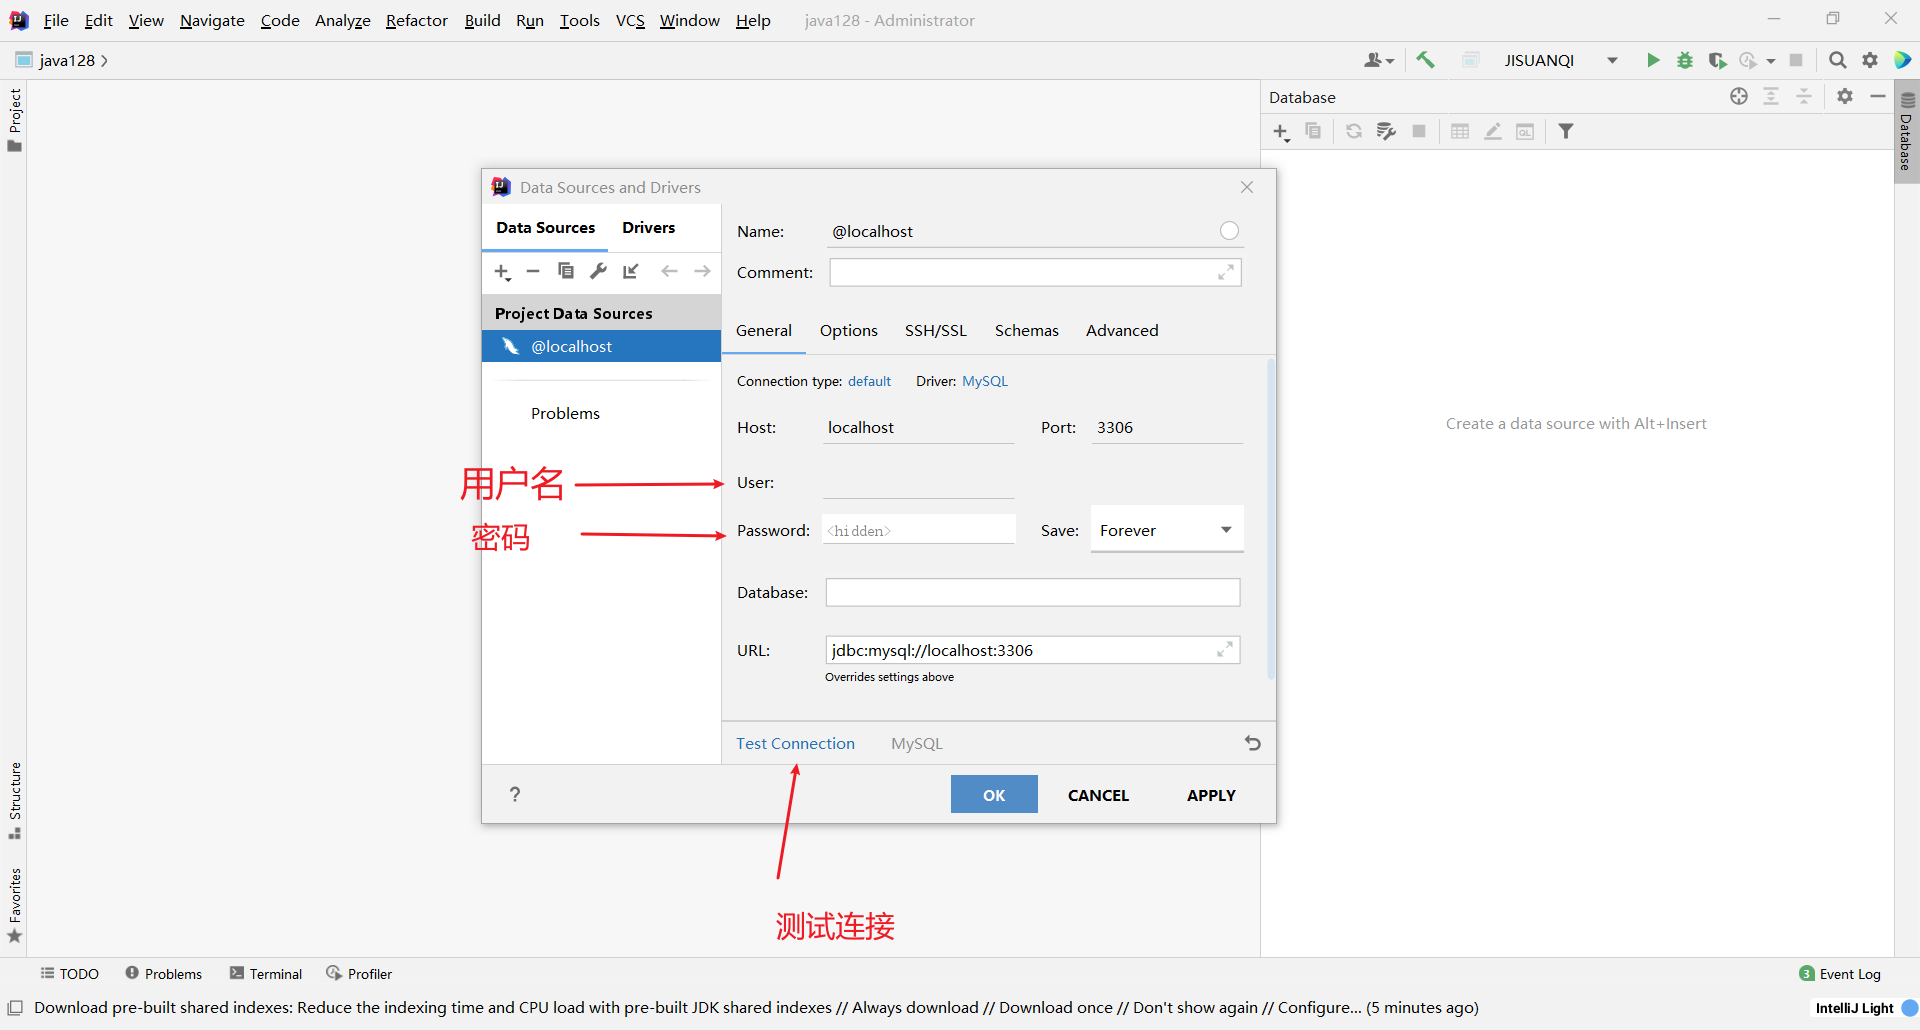 File Edit View Navigate Code Analyze Refactor Build Run Tools VCS Window Help java128 - Administrator
java128
JISUANQI
Project
Database
Database
Data Sources and Drivers
Data Sources Drivers
Name: @localhost
Comment:
Project Data Sources
@localhost
General Options SSH/SSL Schemas Advanced
Connection type: default Driver: MySQL
Problems
Host: localhost Port: 3306
Create a data source with Alt+Insert
用户名
User:
密码
Password: <hidden> Save: Forever
Database:
URL: jdbc:mysql://localhost:3306
Overrides settings above
Test Connection MySQL
? OK CANCEL APPLY
测试连接
Structure
Favorites
TODO Problems Terminal Profiler 3 Event Log
Download pre-built shared indexes: Reduce the indexing time and CPU load with pre-built JDK shared indexes // Always download // Download once // Don't show again // Configure... (5 minutes ago) IntelliJ Light